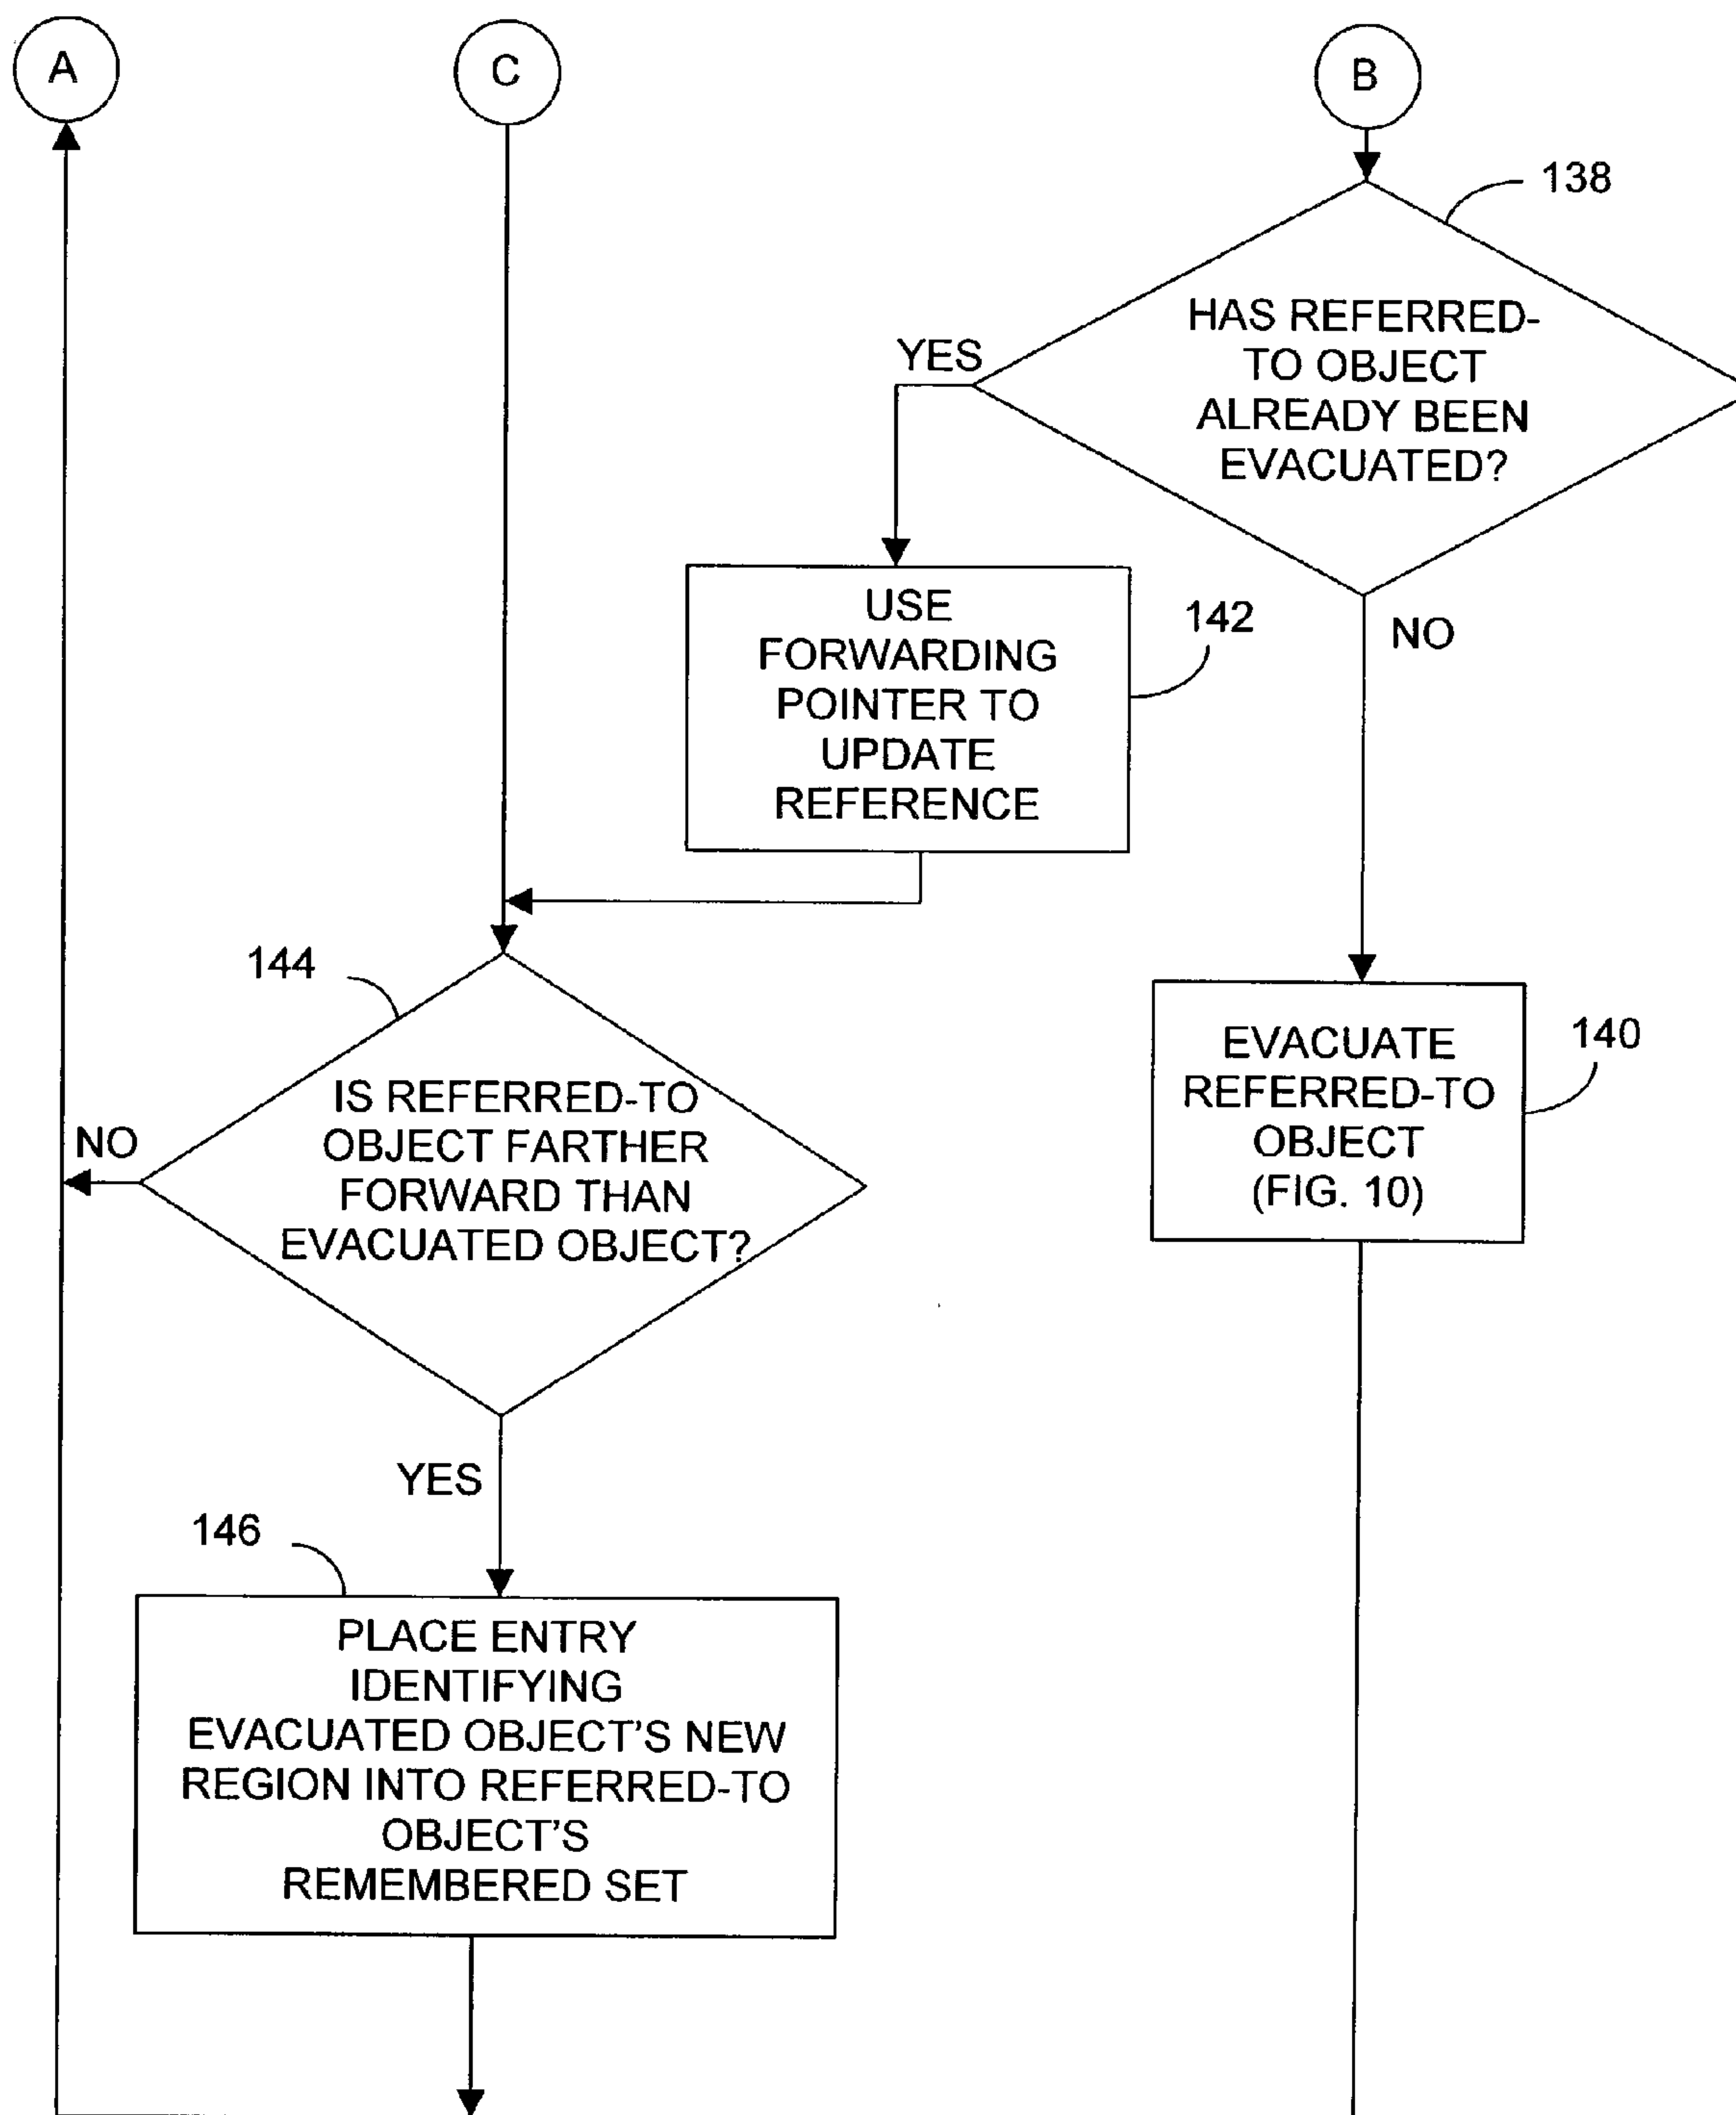 A
C
B
138
HAS REFERRED-
TO OBJECT
ALREADY BEEN
EVACUATED?
YES
NO
USE
FORWARDING
POINTER TO
UPDATE
REFERENCE
142
144
IS REFERRED-TO
OBJECT FARTHER
FORWARD THAN
EVACUATED OBJECT?
NO
YES
EVACUATE
REFERRED-TO
OBJECT
(FIG. 10)
140
146
PLACE ENTRY
IDENTIFYING
EVACUATED OBJECT'S NEW
REGION INTO REFERRED-TO
OBJECT'S
REMEMBERED SET